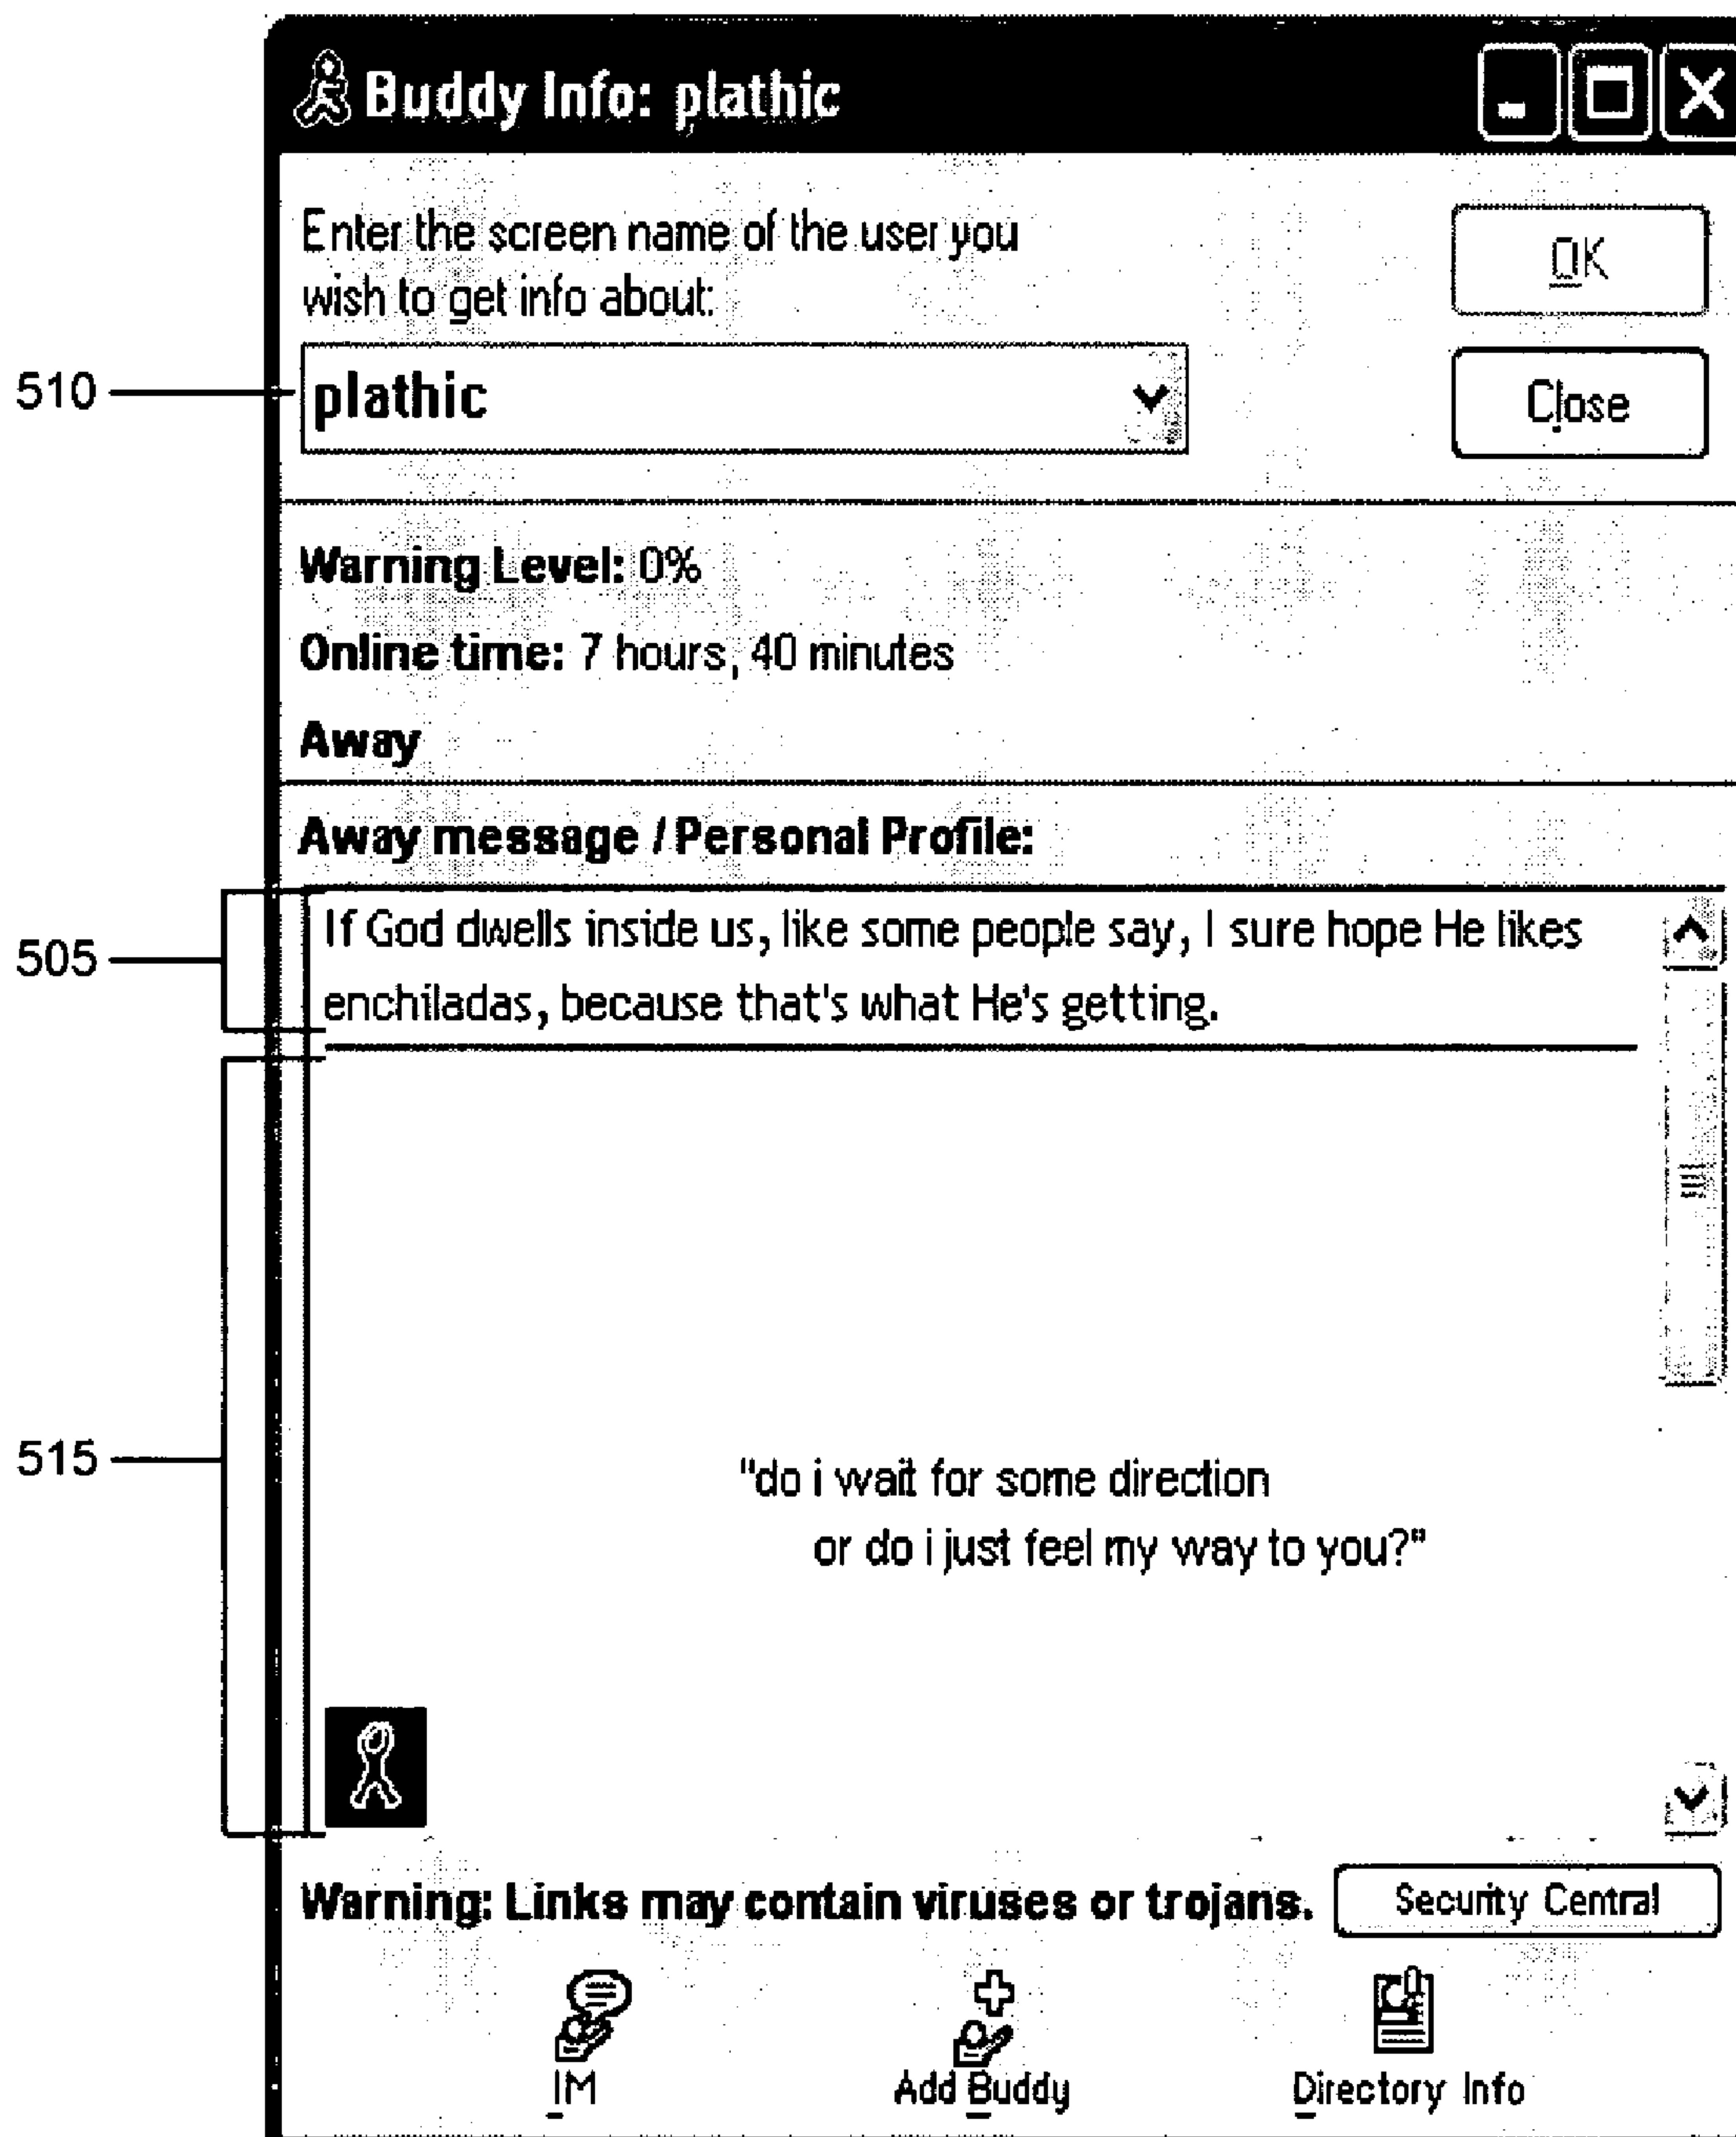 Buddy Info: plathic
Enter the screen name of the user you
wish to get info about:
OK
510
plathic
Close
Warning Level: 0%
Online time: 7 hours, 40 minutes
Away
Away message / Personal Profile:
505
If God dwells inside us, like some people say, I sure hope He likes
enchiladas, because that's what He's getting.
515
"do i wait for some direction
or do i just feel my way to you?"
Warning: Links may contain viruses or trojans.
Security Central
IM
Add Buddy
Directory Info